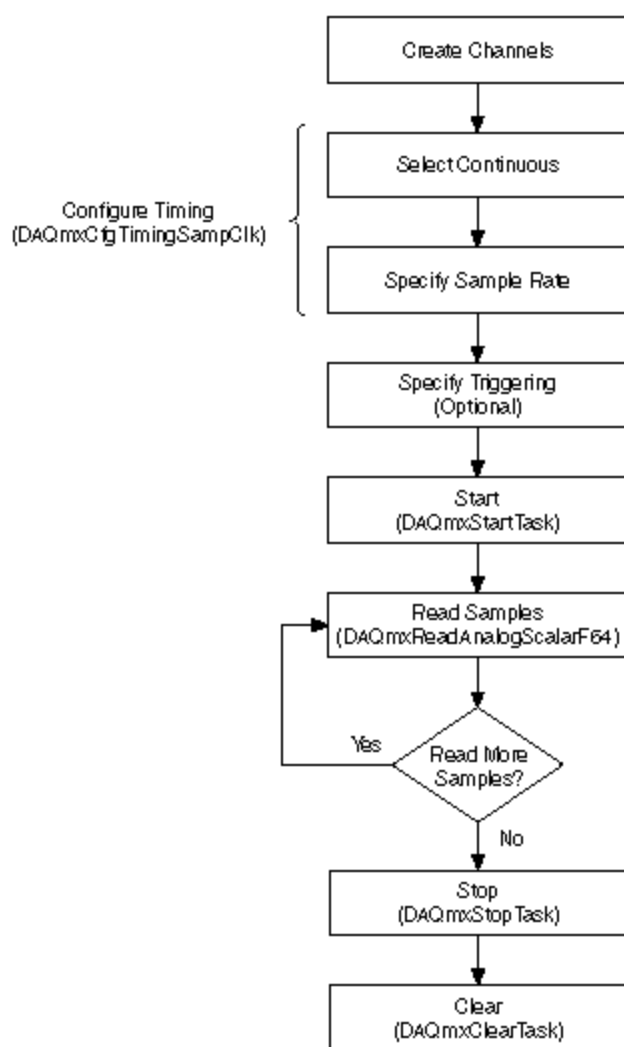 Create Channels
Select Continuous
Configure Timing
(DAQmxCfgTimingSampClk)
Specify Sample Rate
Specify Triggering
(Optional)
Start
(DAQmxStartTask)
Read Samples
(DAQmxReadAnalogScalarF64)
Yes
Read More
Samples?
No
Stop
(DAQmxStopTask)
Clear
(DAQmxClearTask)